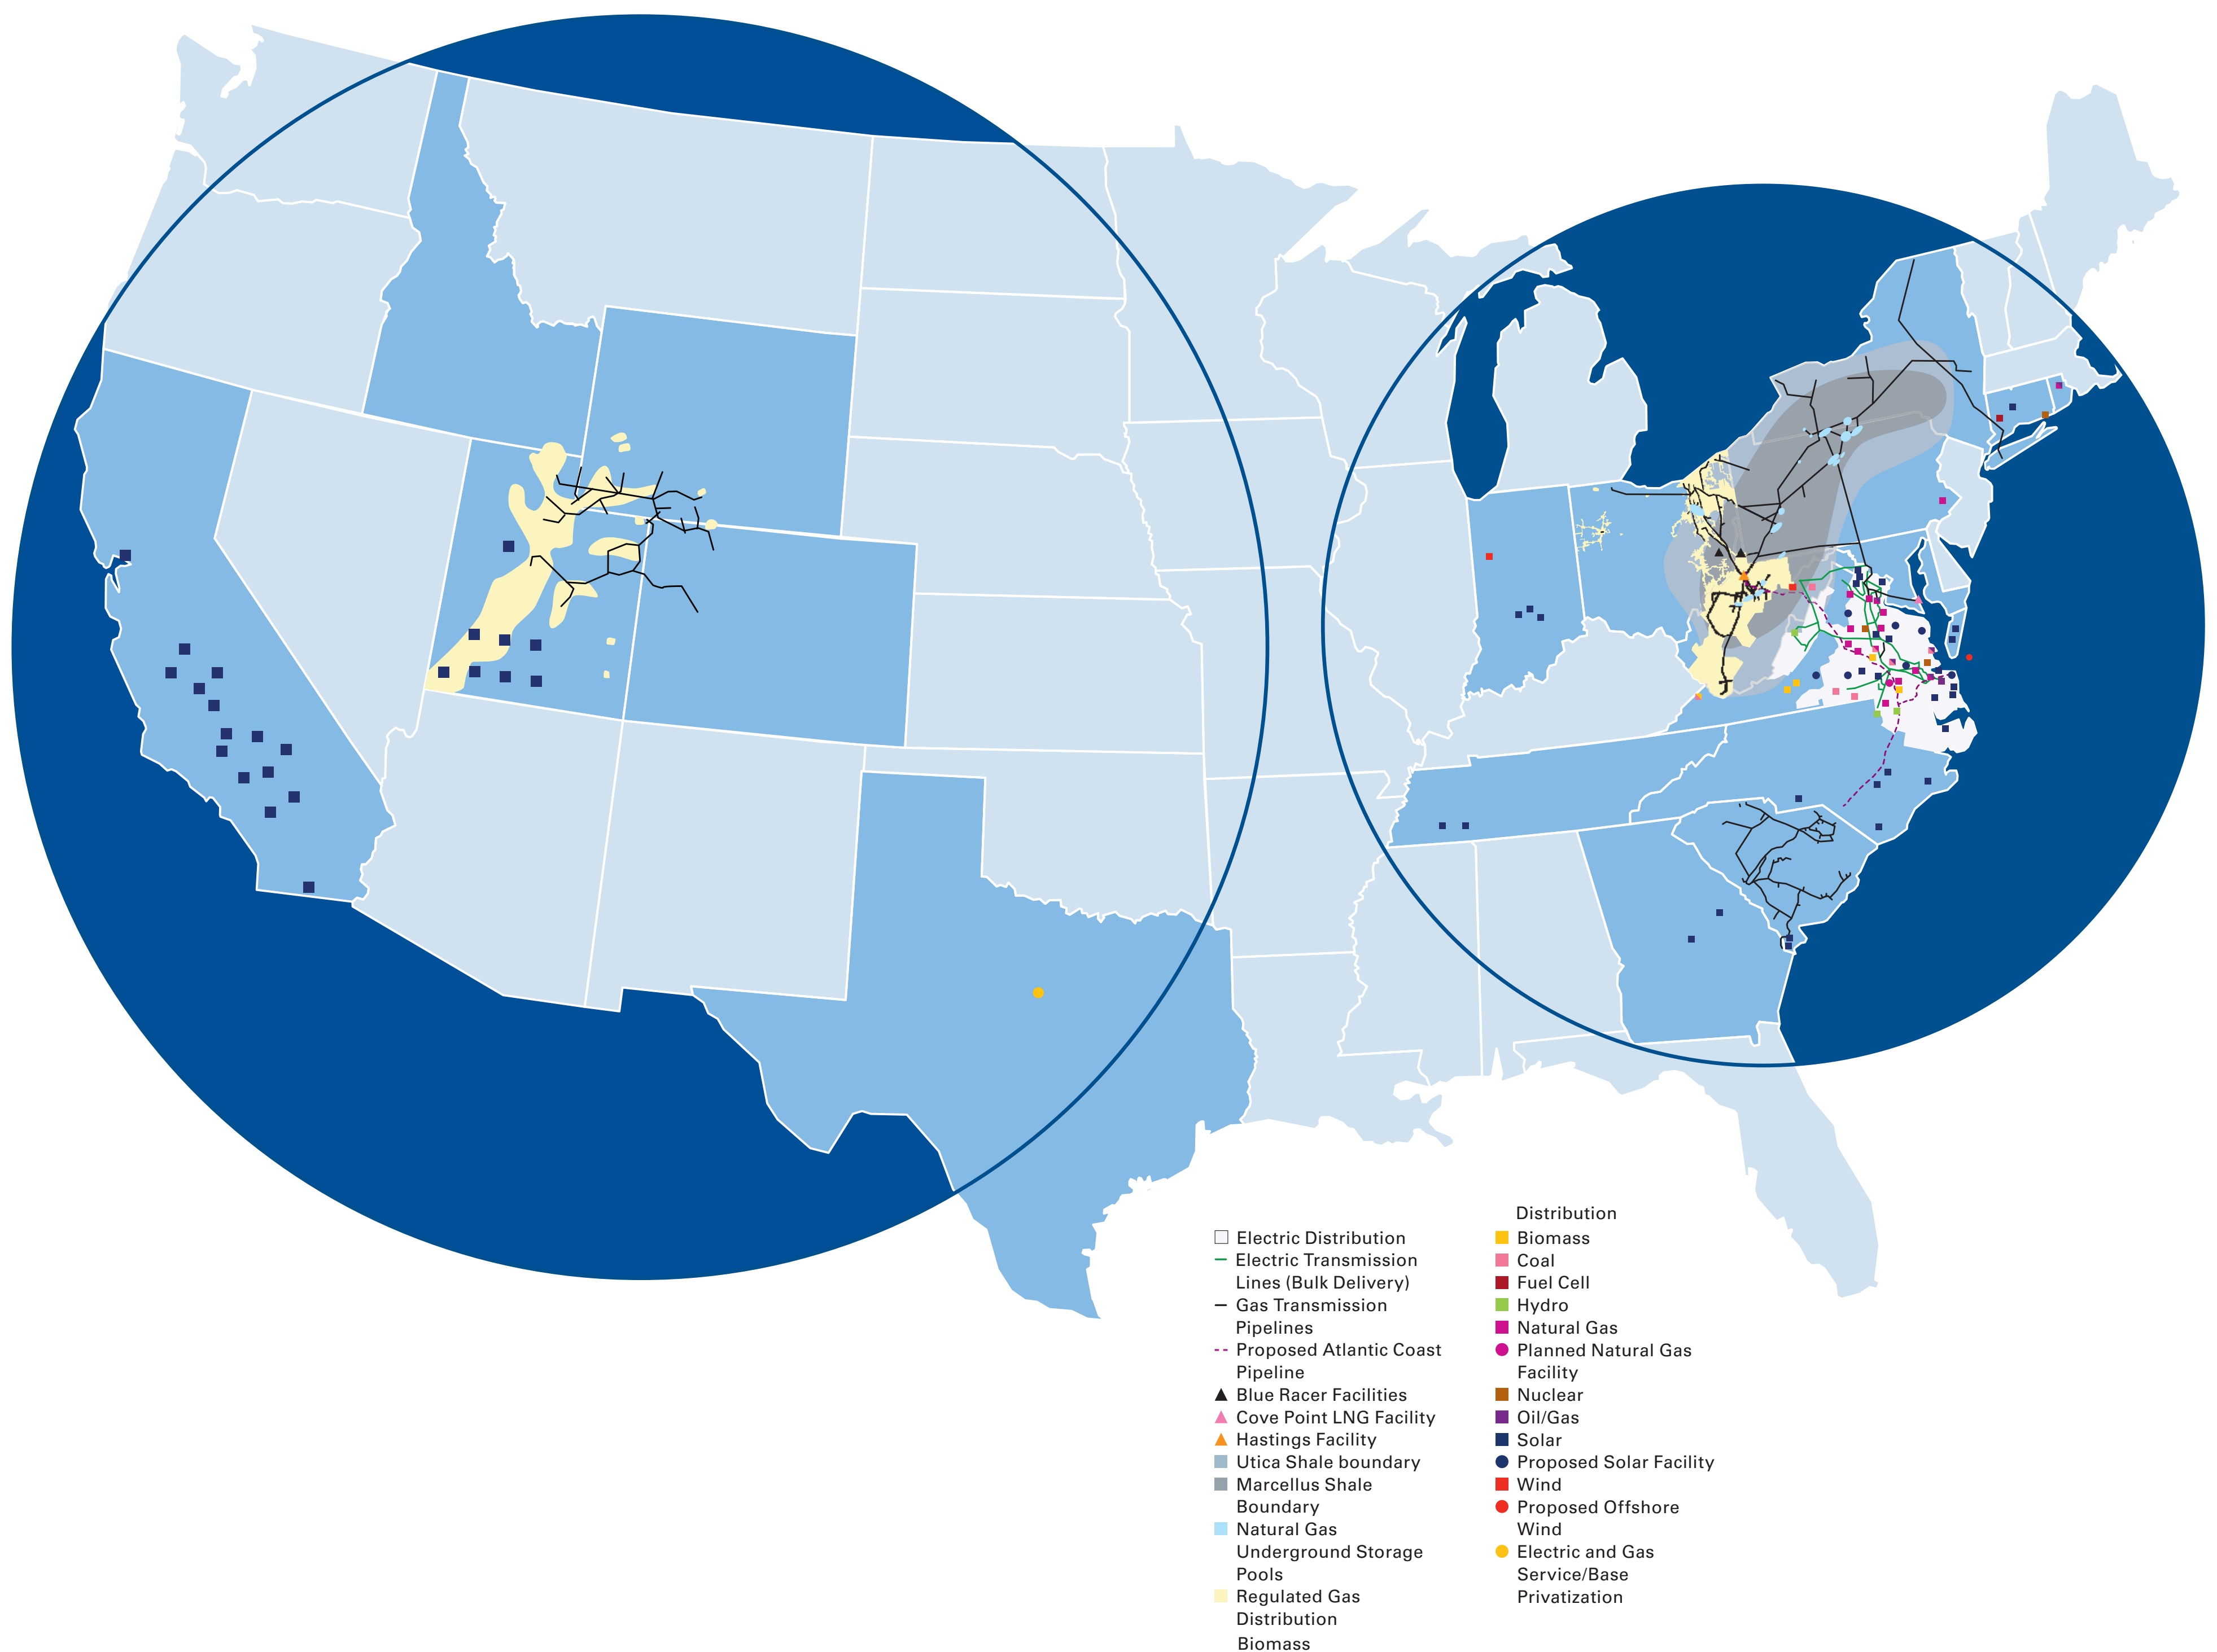 Electric Distribution
Electric Transmission
Lines (Bulk Delivery)
Gas Transmission
Pipelines
Proposed Atlantic Coast
Pipeline
Blue Racer Facilities
Cove Point LNG Facility
Hastings Facility
Utica Shale boundary
Marcellus Shale
Boundary
Natural Gas
Underground Storage
Pools
Regulated Gas
Distribution
Biomass
Distribution
Biomass
Coal
Fuel Cell
Hydro
Natural Gas
Planned Natural Gas
Facility
Nuclear
Oil/Gas
Solar
Proposed Solar Facility
Wind
Proposed Offshore
Wind
Electric and Gas
Service/Base
Privatization